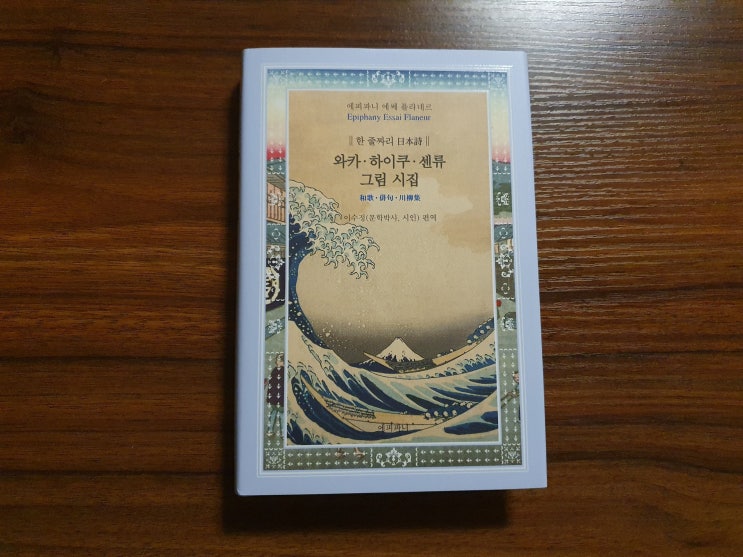 에피파니 에쎄 플라네르
Epiphany Essai Flaneur
‖ 한 줄짜리 日本詩 ‖
와카·하이쿠·센류
그림 시집
和歌·俳句·川柳集
이수정(문학박사, 시인) 편역
에피파니